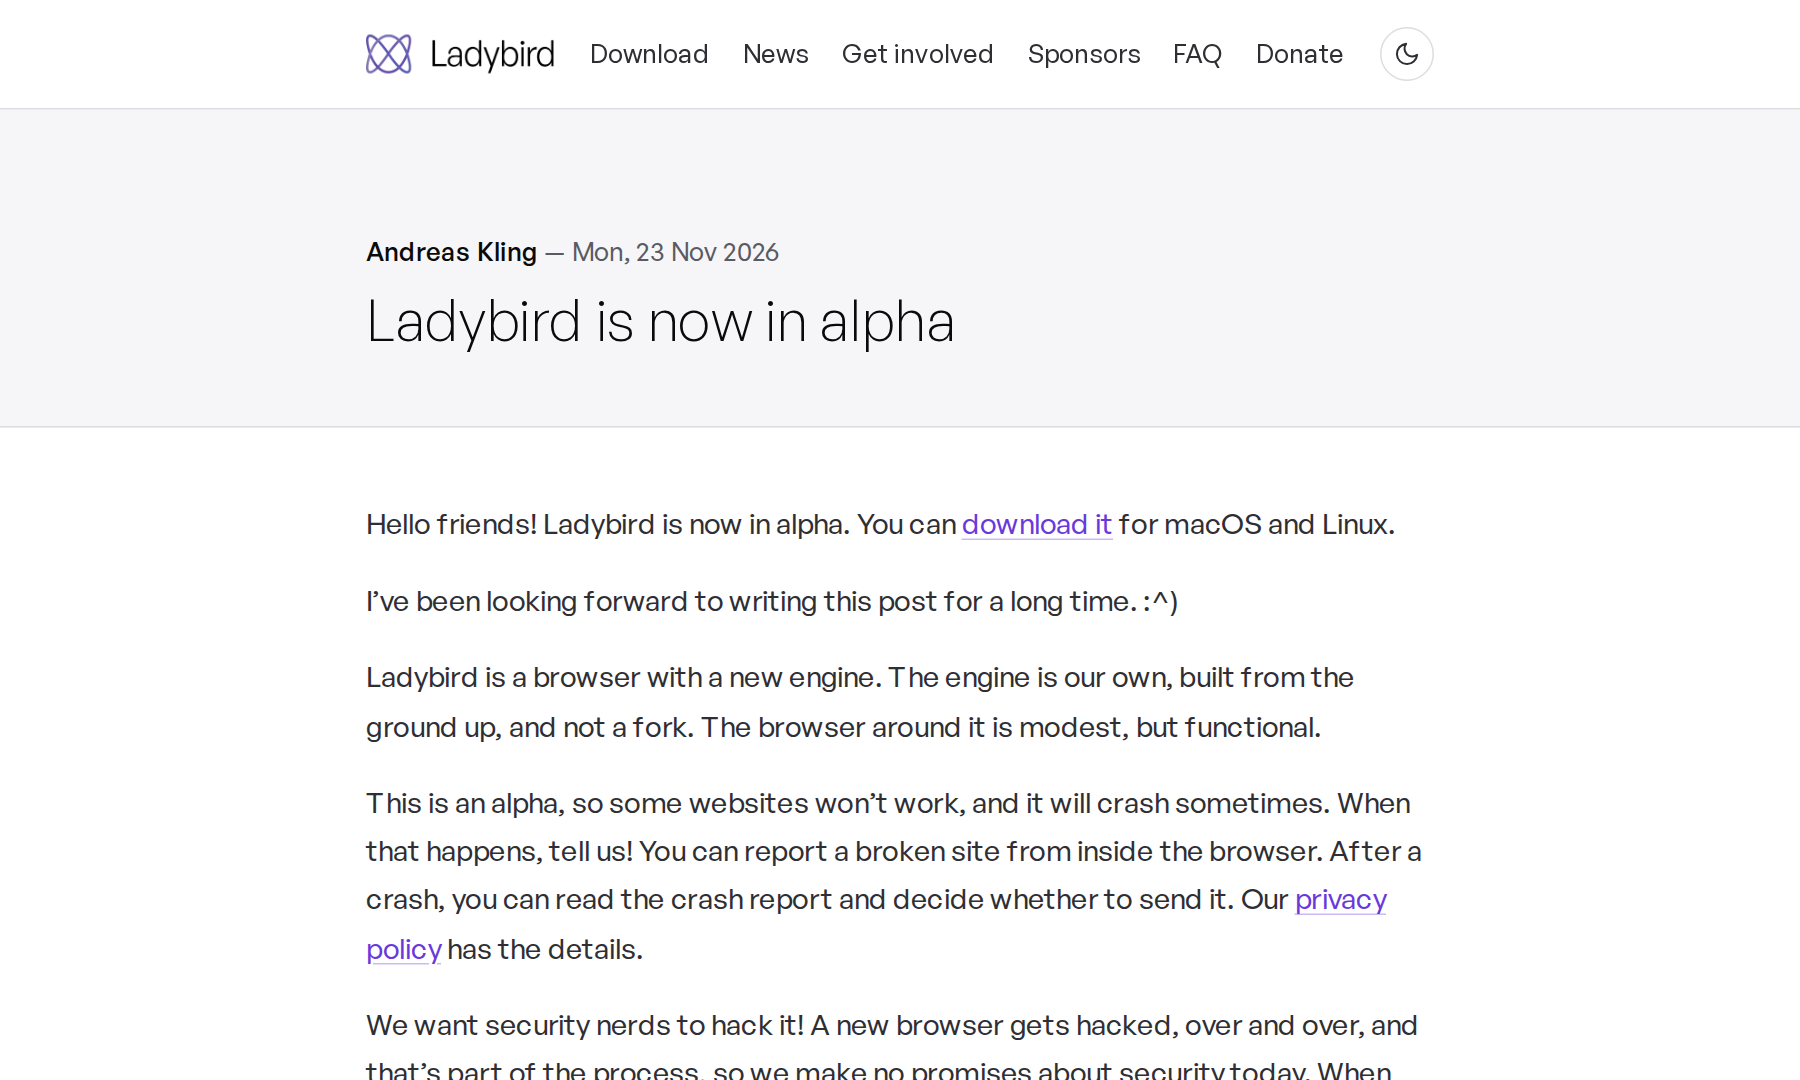 Ladybird Download News Get involved Sponsors FAQ Donate
Andreas Kling — Mon, 23 Nov 2026
Ladybird is now in alpha
Hello friends! Ladybird is now in alpha. You can download it for macOS and Linux.
I’ve been looking forward to writing this post for a long time. :^)
Ladybird is a browser with a new engine. The engine is our own, built from the
ground up, and not a fork. The browser around it is modest, but functional.
This is an alpha, so some websites won’t work, and it will crash sometimes. When
that happens, tell us! You can report a broken site from inside the browser. After a
crash, you can read the crash report and decide whether to send it. Our privacy
policy has the details.
We want security nerds to hack it! A new browser gets hacked, over and over, and
that’s part of the process, so we make no promises about security today. When